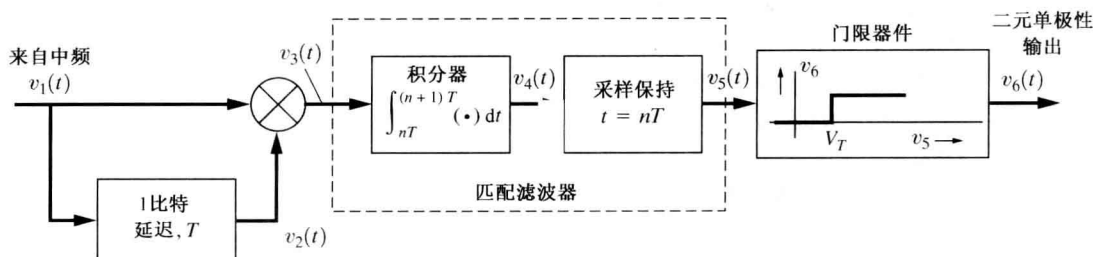 来自中频
v₁(t)
1比特
延迟, T
v₂(t)
v₃(t)
积分器
∫_{nT}^{(n+1)T} (•) dt
v₄(t)
采样保持
t = nT
匹配滤波器
v₅(t)
门限器件
v₆
V_T
v₅
二元单极性
输出
v₆(t)